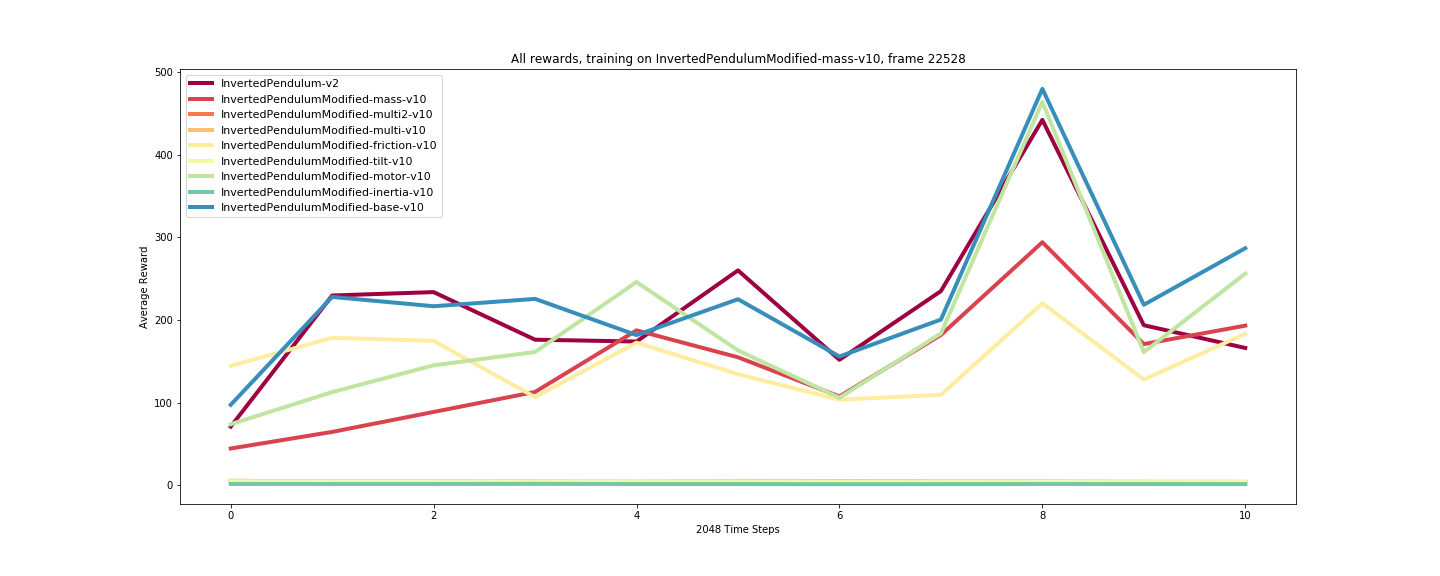 All rewards, training on InvertedPendulumModified-mass-v10, frame 22528
500
400
300
200
100
0
Average Reward
InvertedPendulum-v2
InvertedPendulumModified-mass-v10
InvertedPendulumModified-multi2-v10
InvertedPendulumModified-multi-v10
InvertedPendulumModified-friction-v10
InvertedPendulumModified-tilt-v10
InvertedPendulumModified-motor-v10
InvertedPendulumModified-inertia-v10
InvertedPendulumModified-base-v10
0 2 4 6 8 10
2048 Time Steps